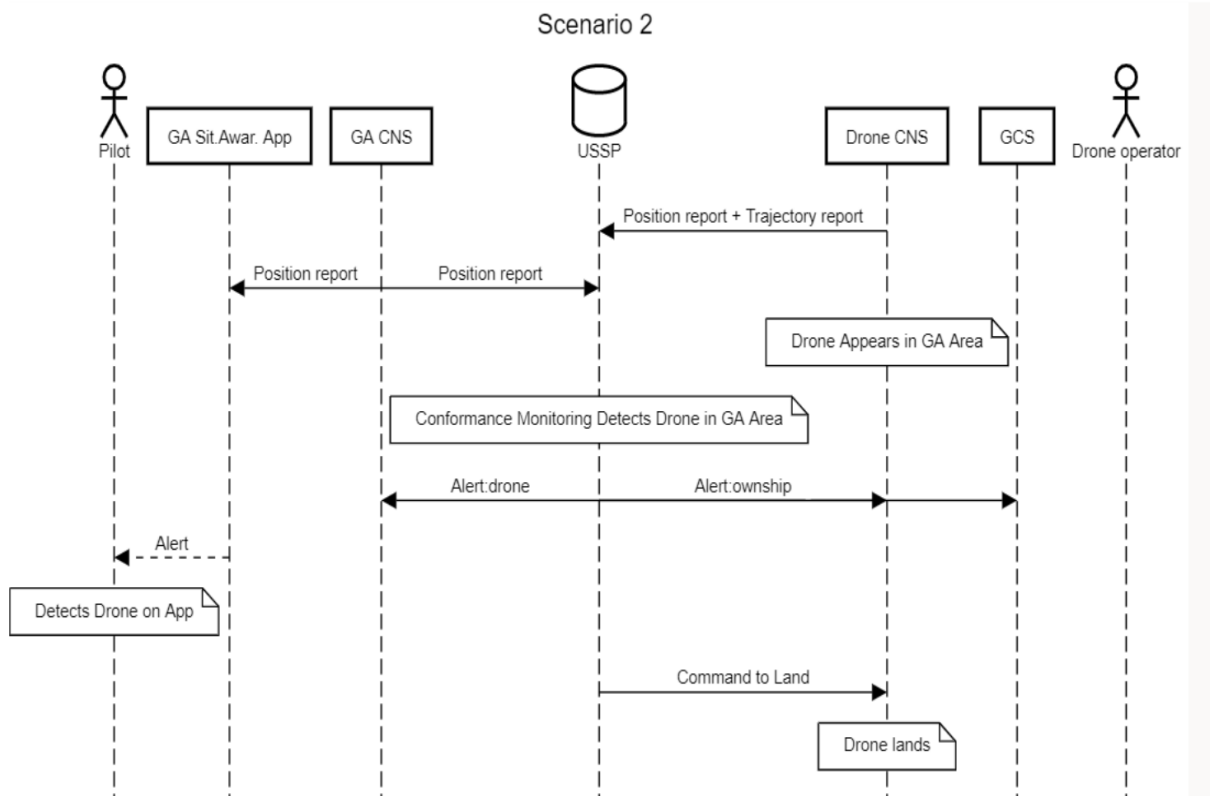 Scenario 2
Pilot
GA Sit.Awar. App
GA CNS
USSP
Drone CNS
GCS
Drone operator
Position report + Trajectory report
Position report
Position report
Drone Appears in GA Area
Conformance Monitoring Detects Drone in GA Area
Alert:drone
Alert:ownship
Alert
Detects Drone on App
Command to Land
Drone lands